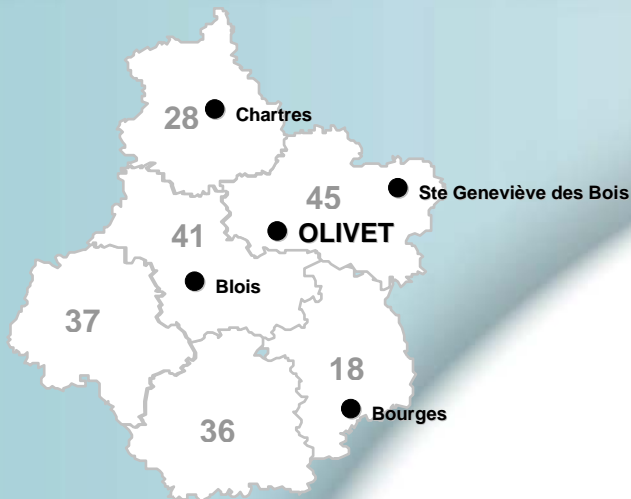 28 Chartres
45 Ste Geneviève des Bois
41 OLIVET
Blois
37
18
36 Bourges